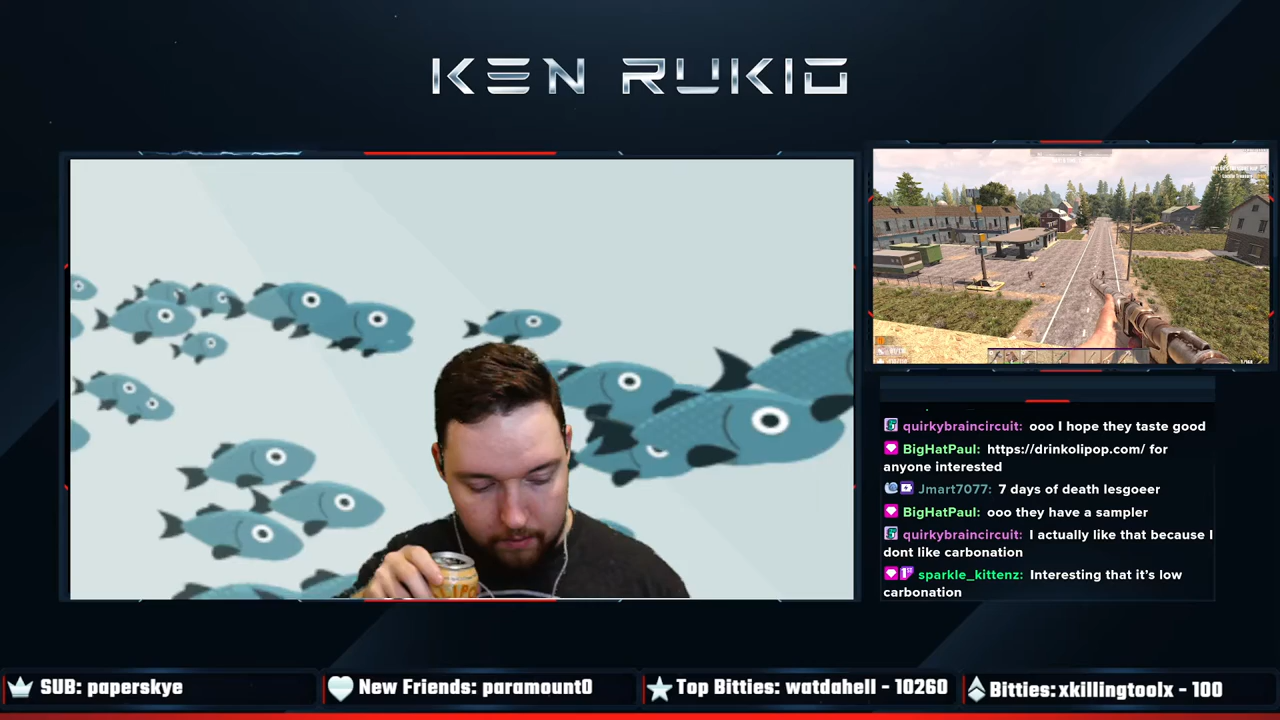 KEN RUKIO
quirkybraincircuit: ooo I hope they taste good
BigHatPaul: https://drinkolipop.com/ for
anyone interested
Jmart7077: 7 days of death lesgoeer
BigHatPaul: ooo they have a sampler
quirkybraincircuit: I actually like that because I
dont like carbonation
sparkle_kittenz: Interesting that it's low
carbonation
SUB: paperskye
New Friends: paramount0
Top Bitties: watdahell - 10260
Bitties: xkillingtoolx - 100